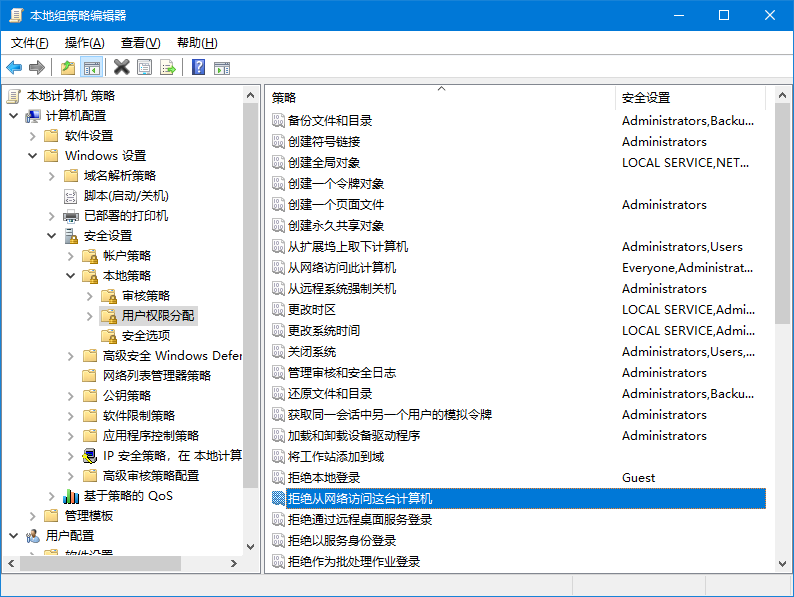 本地组策略编辑器
文件(F) 操作(A) 查看(V) 帮助(H)
本地计算机 策略
计算机配置
软件设置
Windows 设置
域名解析策略
脚本(启动/关机)
已部署的打印机
安全设置
帐户策略
本地策略
审核策略
用户权限分配
安全选项
高级安全 Windows Defer
网络列表管理器策略
公钥策略
软件限制策略
应用程序控制策略
IP 安全策略，在 本地计算
高级审核策略配置
基于策略的 QoS
管理模板
用户配置
软件设置
策略 安全设置
备份文件和目录 Administrators,Backu...
创建符号链接 Administrators
创建全局对象 LOCAL SERVICE,NET...
创建一个令牌对象
创建一个页面文件 Administrators
创建永久共享对象
从扩展坞上取下计算机 Administrators,Users
从网络访问此计算机 Everyone,Administrat...
从远程系统强制关机 Administrators
更改时区 LOCAL SERVICE,Admi...
更改系统时间 LOCAL SERVICE,Admi...
关闭系统 Administrators,Users,...
管理审核和安全日志 Administrators
还原文件和目录 Administrators,Backu...
获取同一会话中另一个用户的模拟令牌 Administrators
加载和卸载设备驱动程序 Administrators
将工作站添加到域
拒绝本地登录 Guest
拒绝从网络访问这台计算机
拒绝通过远程桌面服务登录
拒绝以服务身份登录
拒绝作为批处理作业登录